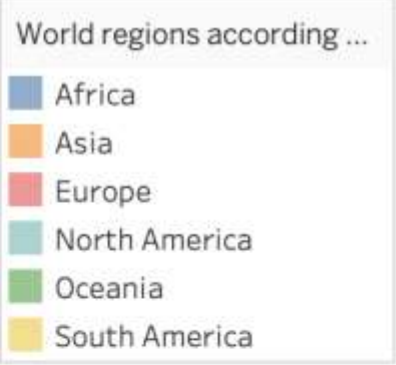 World regions according ...
Africa
Asia
Europe
North America
Oceania
South America